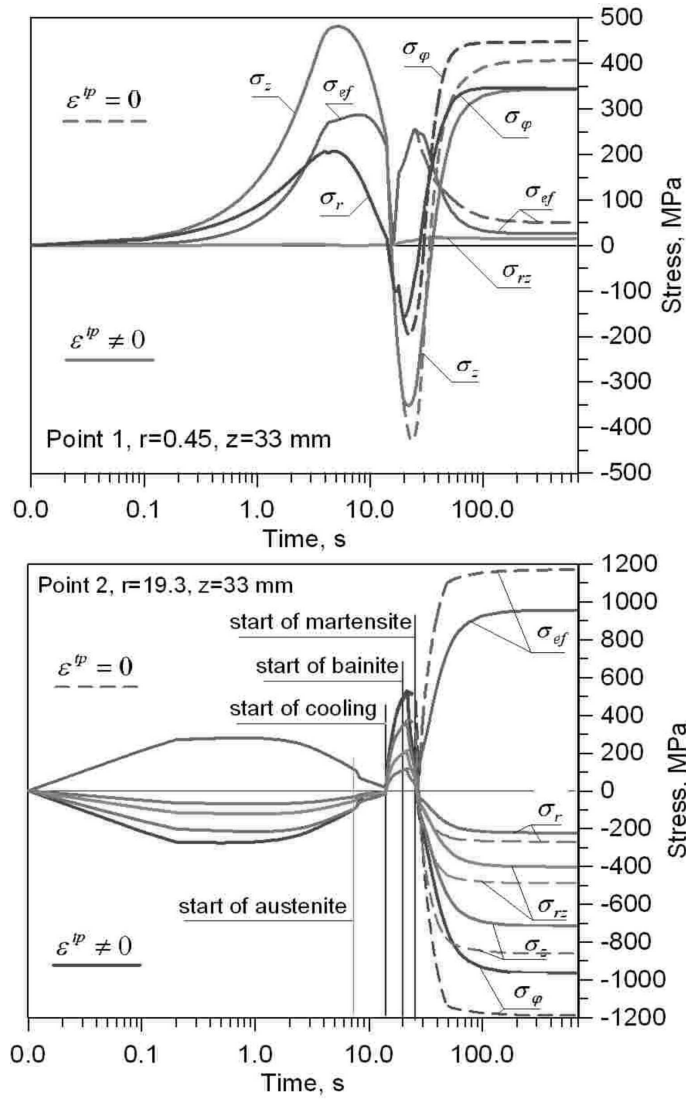 500
400
300
200
100
0
-100
-200
-300
-400
-500
Stress, MPa
σφ
σz
σef
εtp = 0
σφ
σr
σef
σrz
εtp ≠ 0
σz
Point 1, r=0.45, z=33 mm
0.0 0.1 1.0 10.0 100.0
Time, s
1200
1000
800
600
400
200
0
-200
-400
-600
-800
-1000
-1200
Stress, MPa
Point 2, r=19.3, z=33 mm
start of martensite
εtp = 0
σef
start of bainite
start of cooling
σr
start of austenite
σrz
εtp ≠ 0
σz
σφ
0.0 0.1 1.0 10.0 100.0
Time, s